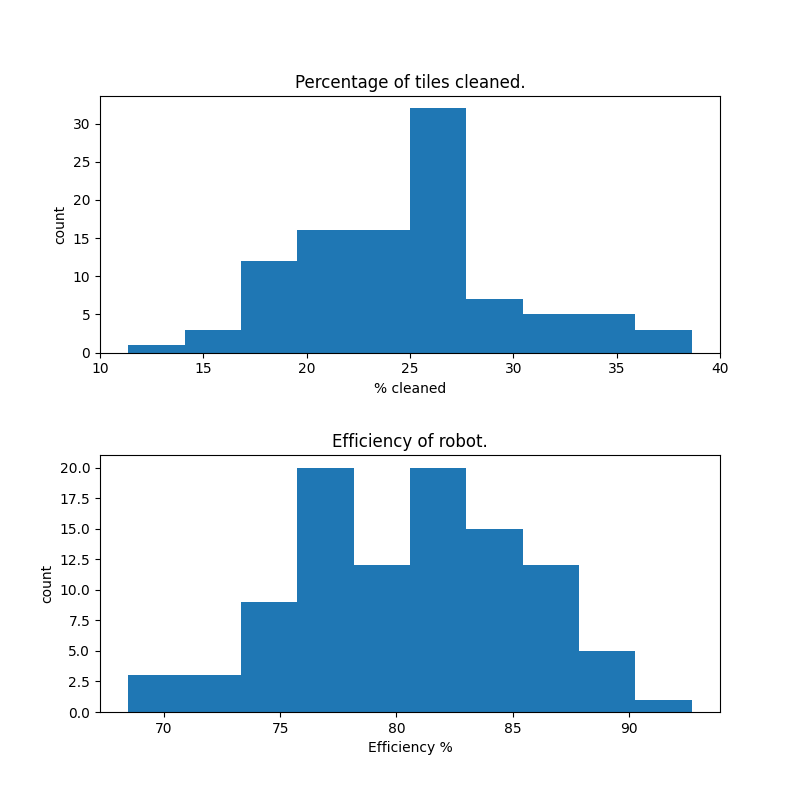 Percentage of tiles cleaned.
30
25
20
15
10
5
0
count
10 15 20 25 30 35 40
% cleaned
Efficiency of robot.
20.0
17.5
15.0
12.5
10.0
7.5
5.0
2.5
0.0
count
70 75 80 85 90
Efficiency %